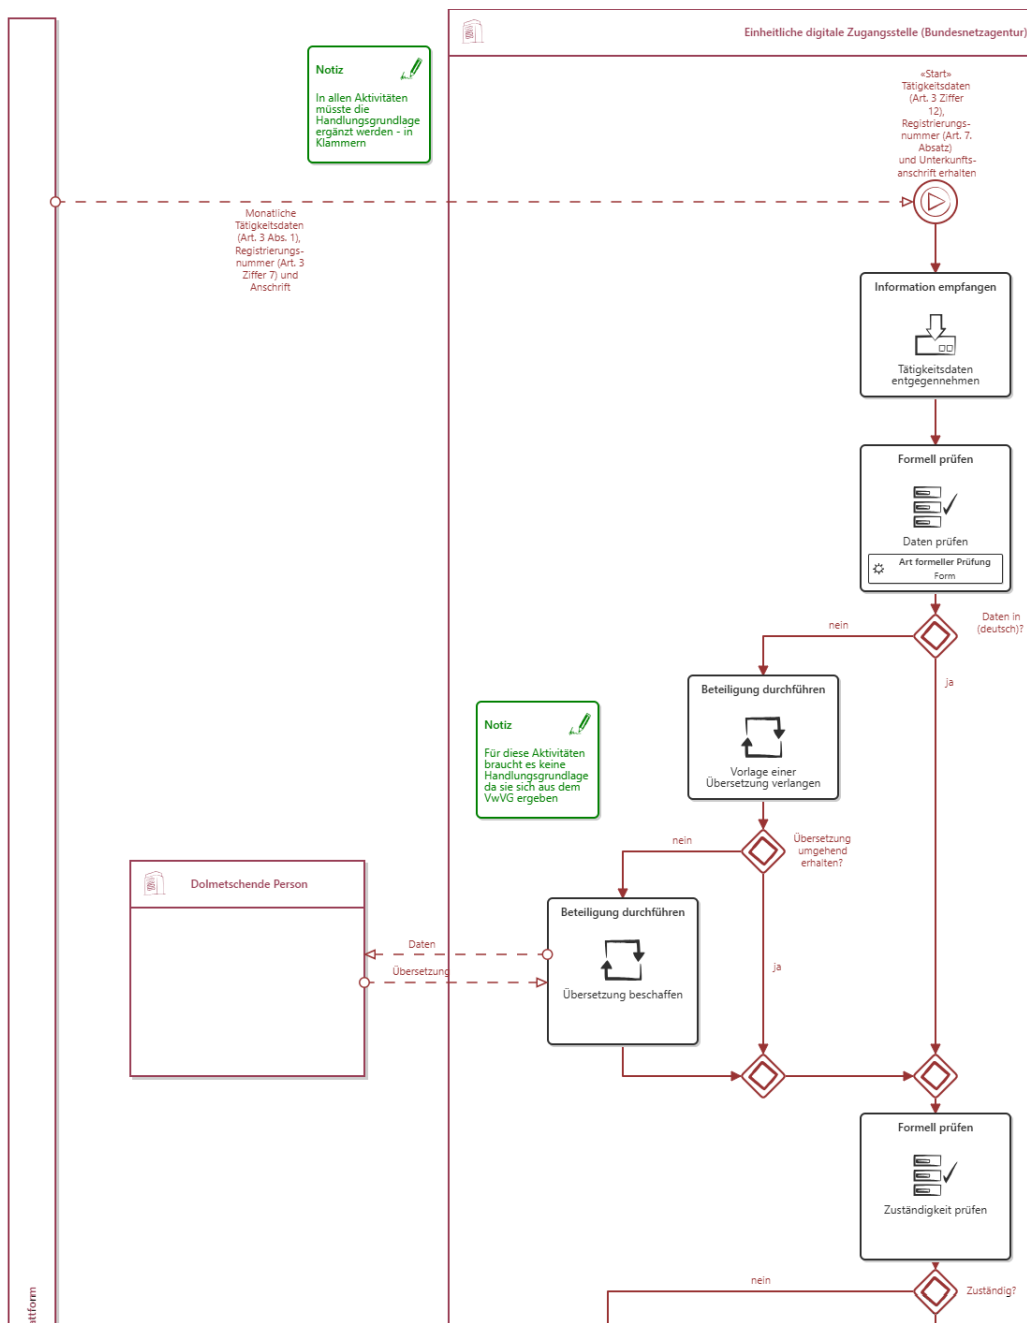 Einheitliche digitale Zugangsstelle (Bundesnetzagentur)
Notiz
In allen Aktivitäten
müsste die
Handlungsgrundlage
ergänzt werden - in
Klammern
«Start»
Tätigkeitsdaten
(Art. 3 Ziffer
12),
Registrierungs-
nummer (Art. 7.
Absatz)
und Unterkunfts-
anschrift erhalten
Monatliche
Tätigkeitsdaten
(Art. 3 Abs. 1),
Registrierungs-
nummer (Art. 3
Ziffer 7) und
Anschrift
Information empfangen
Tätigkeitsdaten
entgegennehmen
Formell prüfen
Daten prüfen
Art formeller Prüfung
Form
Daten in
(deutsch)?
nein
ja
Beteiligung durchführen
Vorlage einer
Übersetzung verlangen
Notiz
Für diese Aktivitäten
braucht es keine
Handlungsgrundlage
da sie sich aus dem
VwVG ergeben
Übersetzung
umgehend
erhalten?
nein
ja
Dolmetschende Person
Beteiligung durchführen
Übersetzung beschaffen
Daten
Übersetzung
Formell prüfen
Zuständigkeit prüfen
nein
Zuständig?
ttform